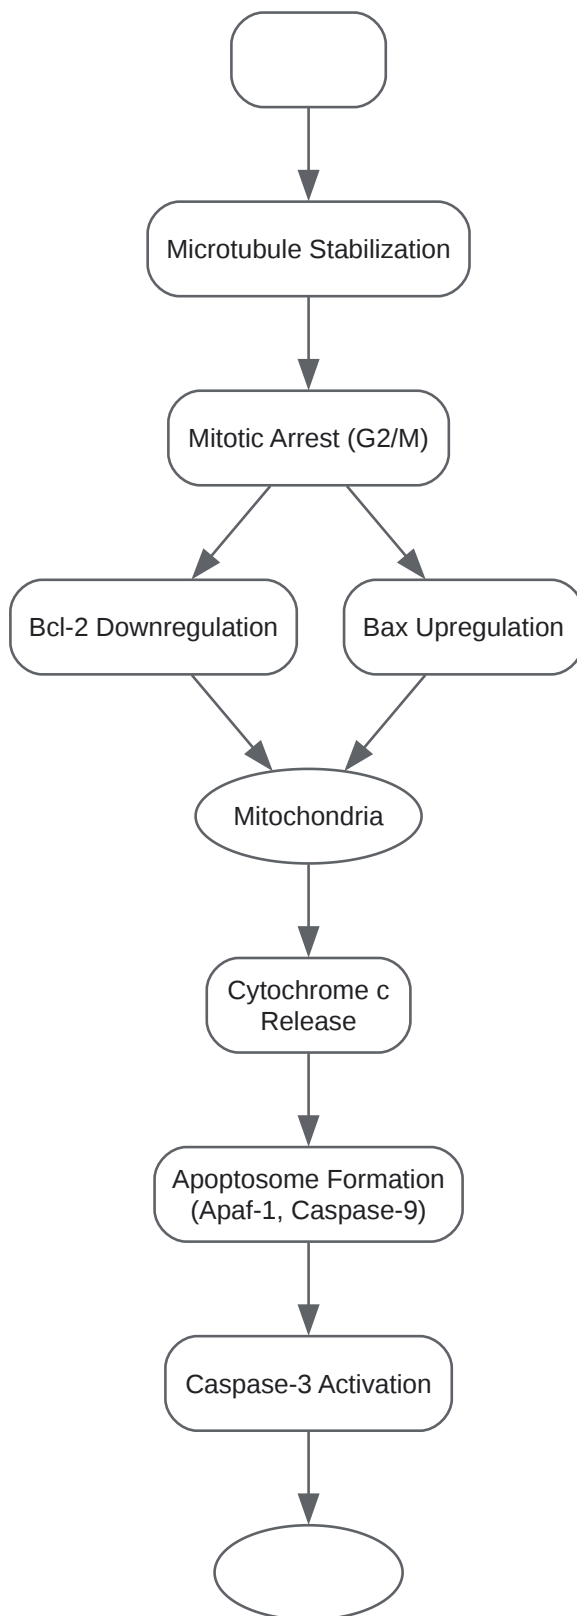 Microtubule Stabilization
Mitotic Arrest (G2/M)
Bcl-2 Downregulation
Bax Upregulation
Mitochondria
Cytochrome c
Release
Apoptosome Formation
(Apaf-1, Caspase-9)
Caspase-3 Activation